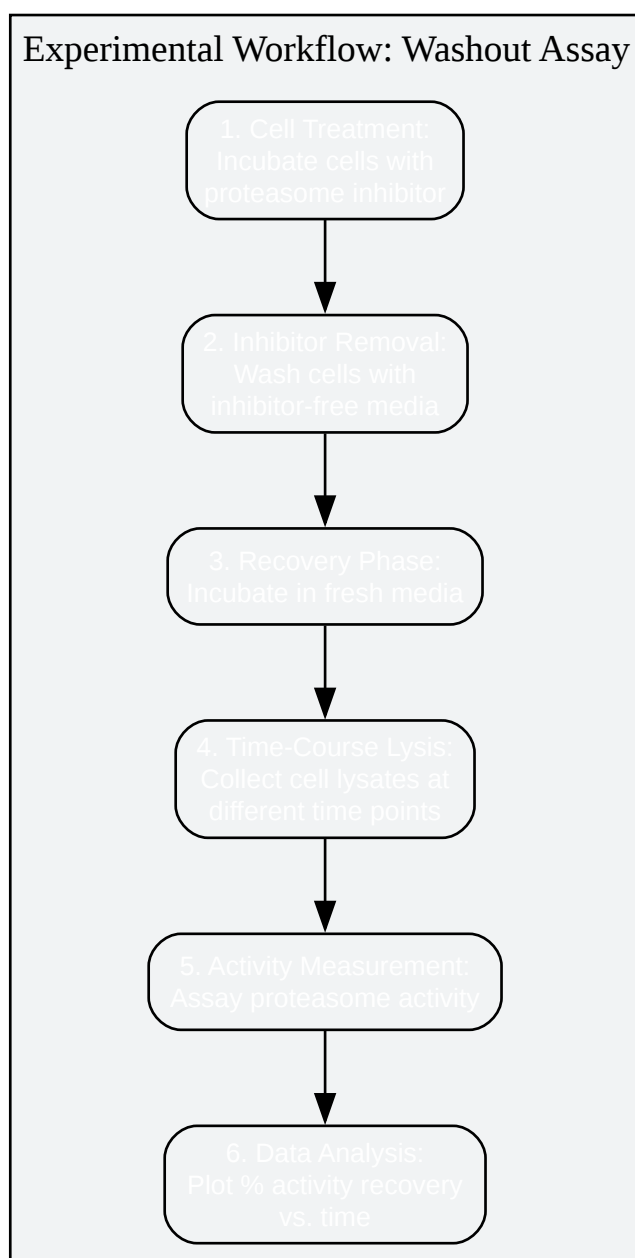 Experimental Workflow: Washout Assay
1. Cell Treatment:
Incubate cells with
proteasome inhibitor
2. Inhibitor Removal:
Wash cells with
inhibitor-free media
3. Recovery Phase:
Incubate in fresh media
4. Time-Course Lysis:
Collect cell lysates at
different time points
5. Activity Measurement:
Assay proteasome activity
6. Data Analysis:
Plot % activity recovery
vs. time